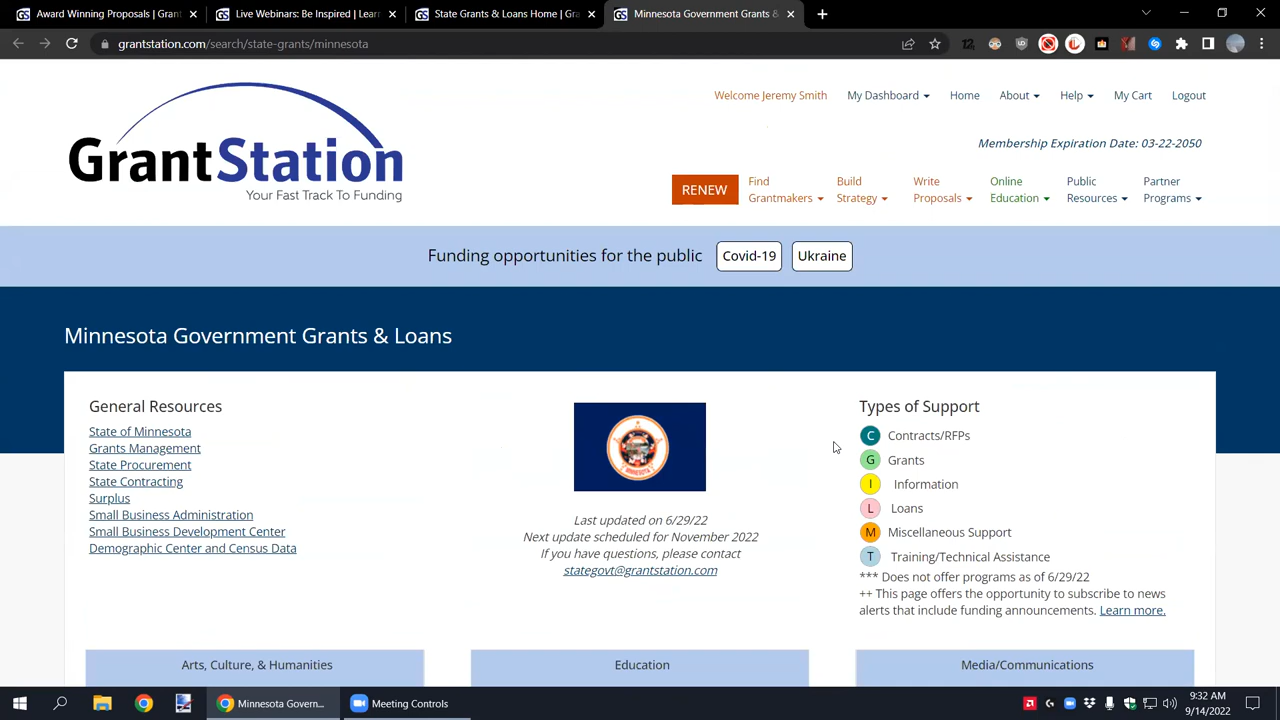 Award Winning Proposals | Grant
Live Webinars: Be Inspired | Learn
State Grants & Loans Home | Gra
Minnesota Government Grants &
grantstation.com/search/state-grants/minnesota
Welcome Jeremy Smith
My Dashboard
Home
About
Help
My Cart
Logout
GrantStation
Your Fast Track To Funding
Membership Expiration Date: 03-22-2050
RENEW
Find
Grantmakers
Build
Strategy
Write
Proposals
Online
Education
Public
Resources
Partner
Programs
Funding opportunities for the public
Covid-19
Ukraine
Minnesota Government Grants & Loans
General Resources
State of Minnesota
Grants Management
State Procurement
State Contracting
Surplus
Small Business Administration
Small Business Development Center
Demographic Center and Census Data
Last updated on 6/29/22
Next update scheduled for November 2022
If you have questions, please contact
stategovt@grantstation.com
Types of Support
C Contracts/RFPs
G Grants
I Information
L Loans
M Miscellaneous Support
T Training/Technical Assistance
*** Does not offer programs as of 6/29/22
++ This page offers the opportunity to subscribe to news
alerts that include funding announcements. Learn more.
Arts, Culture, & Humanities
Education
Media/Communications
Minnesota Govern...
Meeting Controls
9:32 AM
9/14/2022